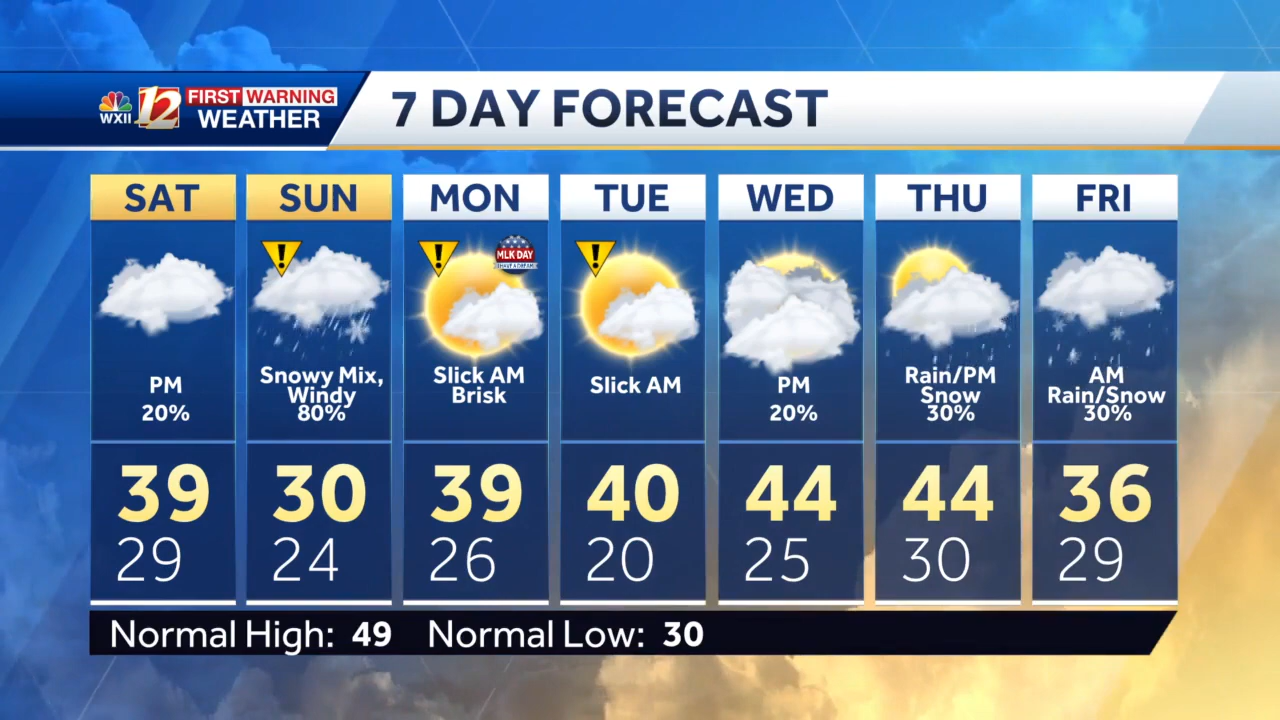 WXII 12 FIRST WARNING
WEATHER
7 DAY FORECAST
SAT
SUN
MON
TUE
WED
THU
FRI
!
!
MLK DAY
!
PM
20%
Snowy Mix,
Windy
80%
Slick AM
Brisk
Slick AM
PM
20%
Rain/PM
Snow
30%
AM
Rain/Snow
30%
39
30
39
40
44
44
36
29
24
26
20
25
30
29
Normal High: 49 Normal Low: 30